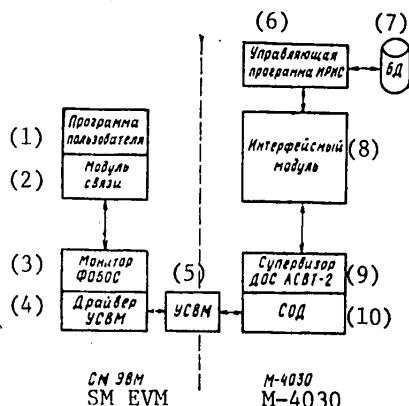 (6)
(7)
Управляющая
программа ИРИС
БД
(1)
Программа
пользователя
(2)
Модуль
связи
Интерфейсный
модуль
(8)
(3)
Монитор
ФОБОС
(5)
Супервизор
ДОС АСВТ-2
(9)
(4)
Драйвер
УСВМ
УСВМ
СОД
(10)
СМ ЭВМ
М-4030
SM EVM
M-4030